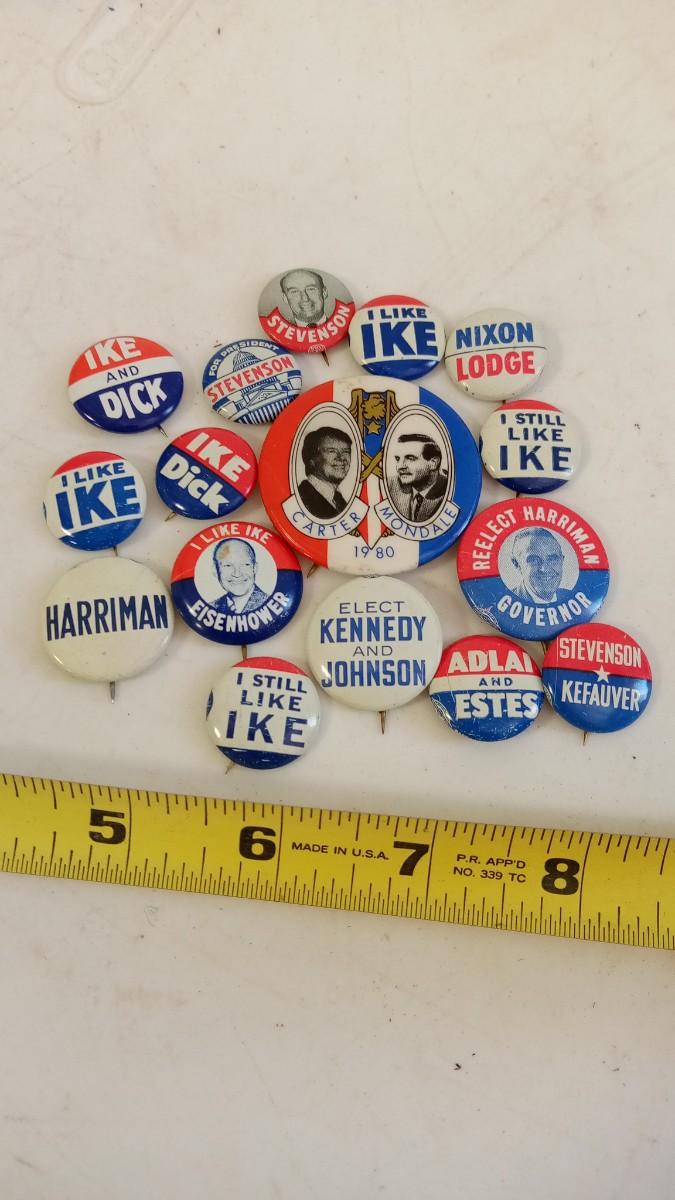 STEVENSON
I LIKE
IKE
NIXON
LODGE
IKE
AND
DICK
FOR PRESIDENT
STEVENSON
I STILL
LIKE
IKE
I LIKE
IKE
IKE
Dick
CARTER
MONDALE
1980
REELECT HARRIMAN
GOVERNOR
HARRIMAN
I LIKE IKE
EISENHOWER
ELECT
KENNEDY
AND
JOHNSON
ADLAI
AND
ESTES
STEVENSON
KEFAUVER
I STILL
LIKE
IKE
5 6 MADE IN U.S.A. 7 P.R. APP'D 8
NO. 339 TC